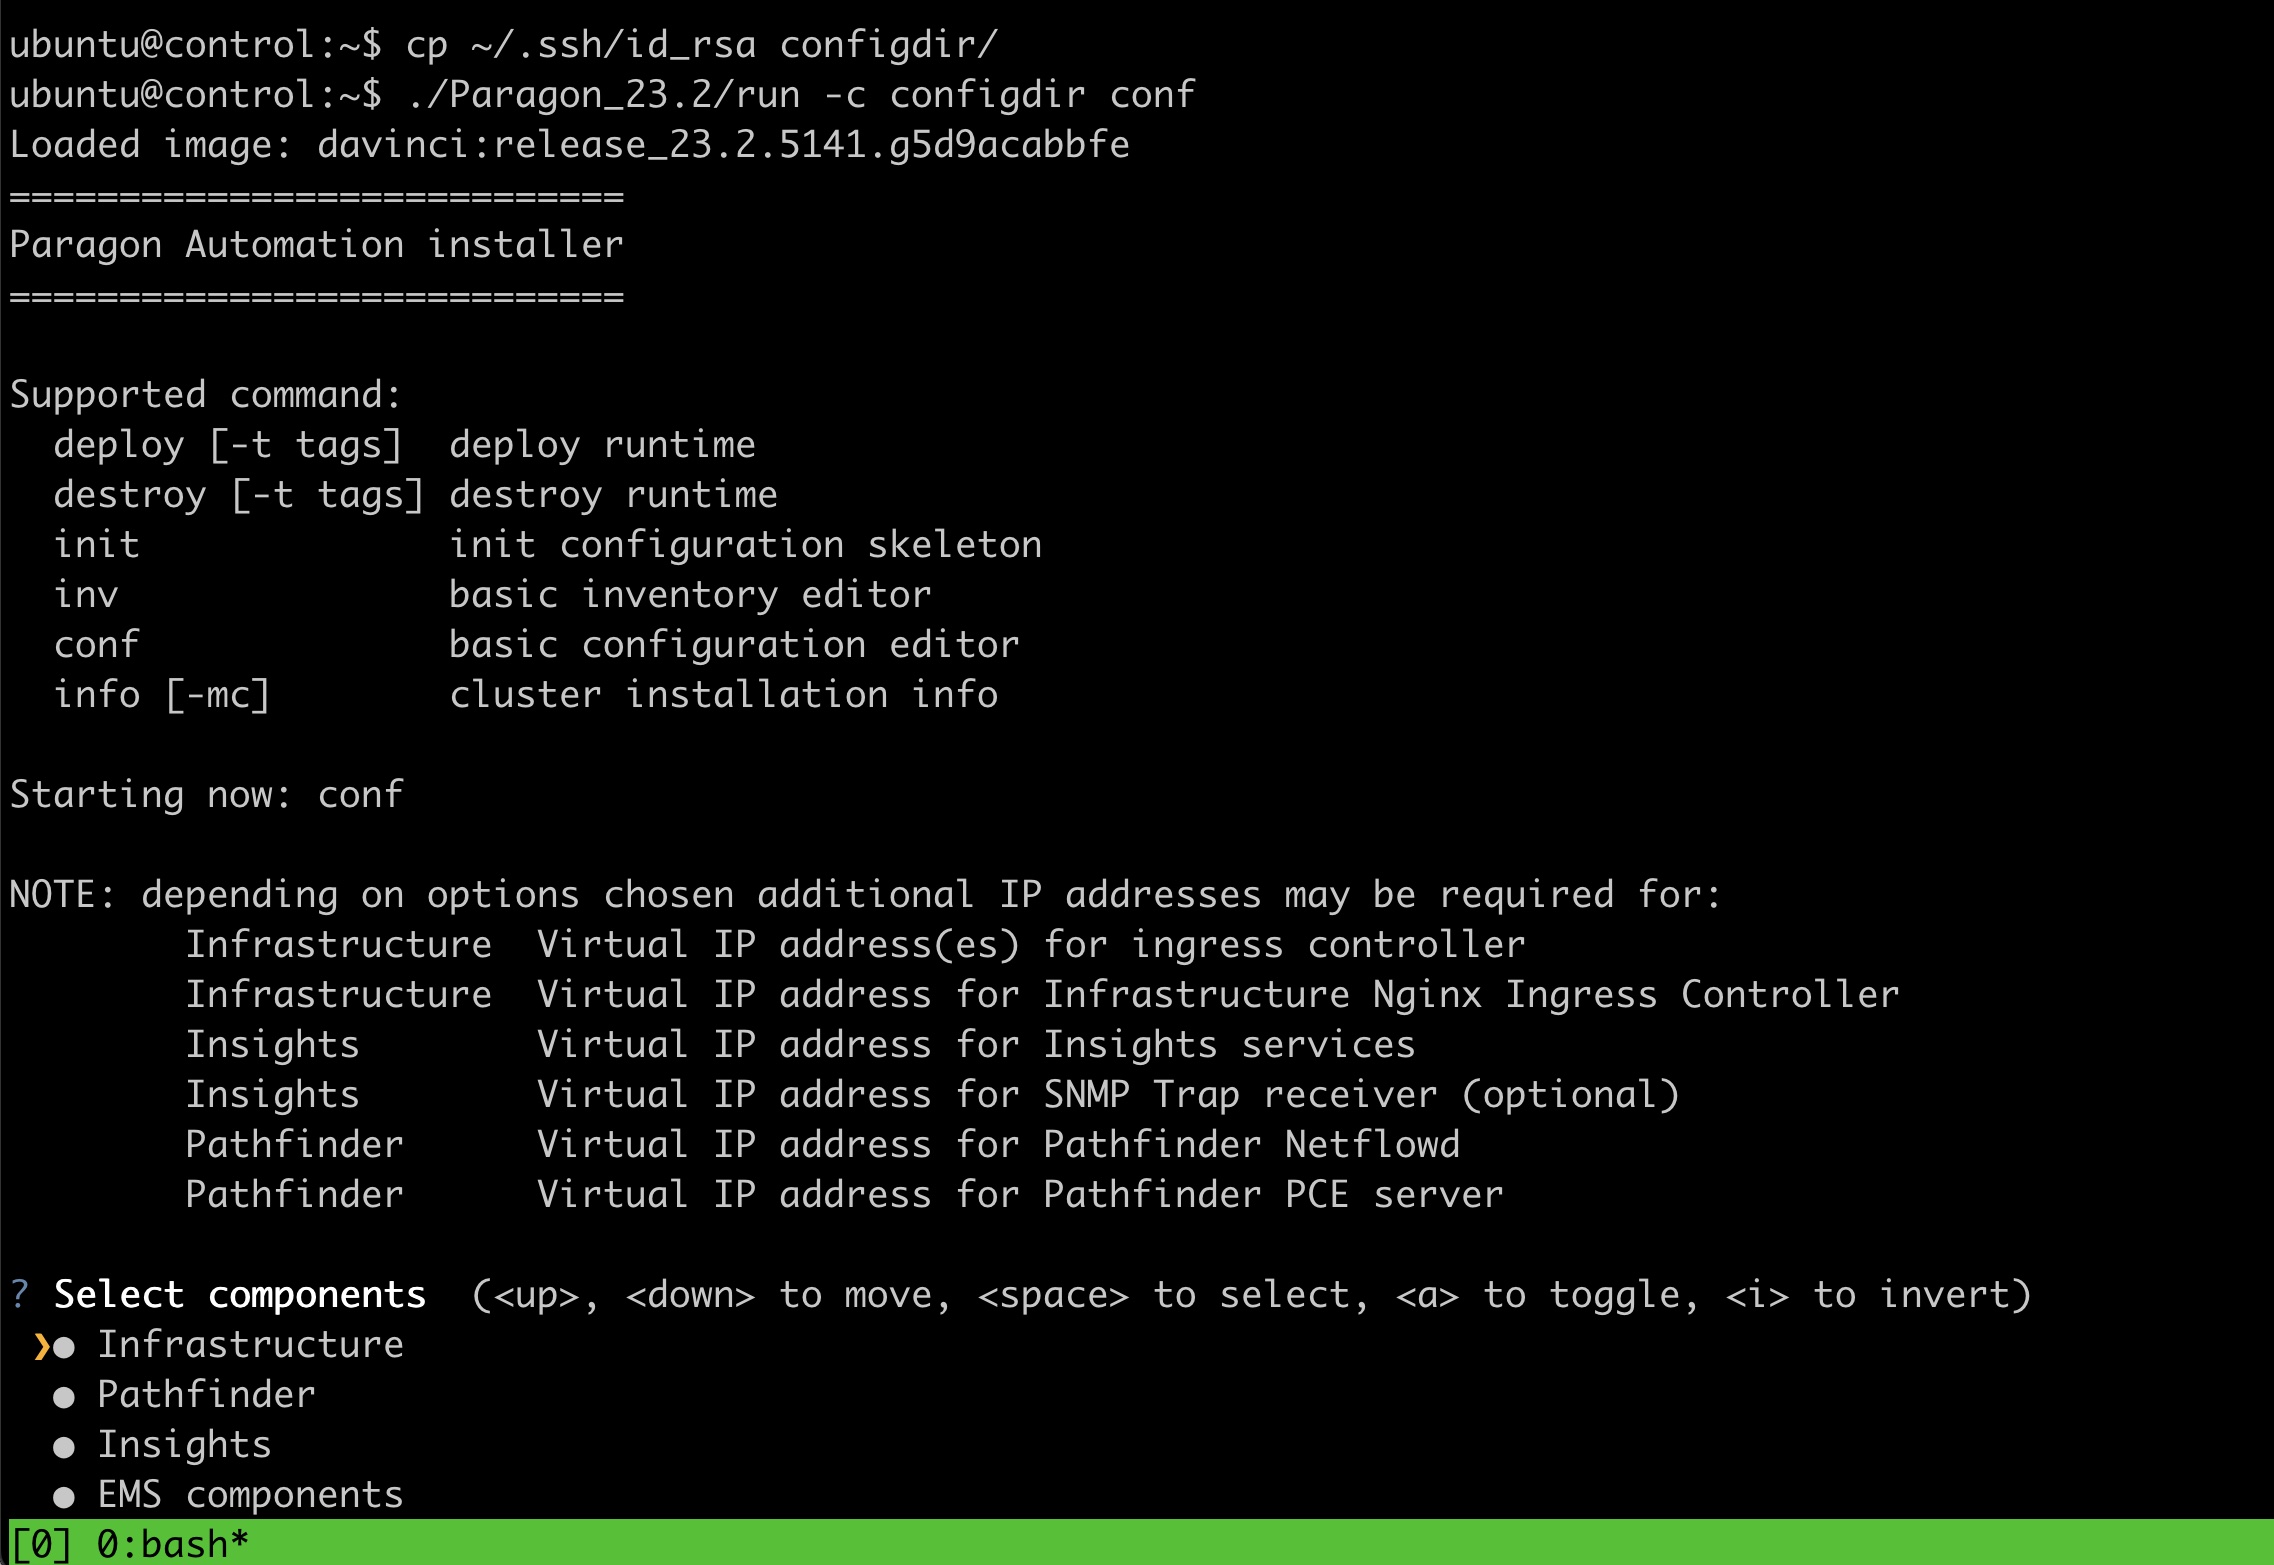 ubuntu@control:~$ cp ~/.ssh/id_rsa configdir/
ubuntu@control:~$ ./Paragon_23.2/run -c configdir conf
Loaded image: davinci:release_23.2.5141.g5d9acabbfe
============================
Paragon Automation installer
============================

Supported command:
  deploy [-t tags]  deploy runtime
  destroy [-t tags] destroy runtime
  init              init configuration skeleton
  inv               basic inventory editor
  conf              basic configuration editor
  info [-mc]        cluster installation info

Starting now: conf

NOTE: depending on options chosen additional IP addresses may be required for:
        Infrastructure  Virtual IP address(es) for ingress controller
        Infrastructure  Virtual IP address for Infrastructure Nginx Ingress Controller
        Insights        Virtual IP address for Insights services
        Insights        Virtual IP address for SNMP Trap receiver (optional)
        Pathfinder      Virtual IP address for Pathfinder Netflowd
        Pathfinder      Virtual IP address for Pathfinder PCE server

? Select components  (<up>, <down> to move, <space> to select, <a> to toggle, <i> to invert)
 ❯● Infrastructure
  ● Pathfinder
  ● Insights
  ● EMS components
[0] 0:bash*